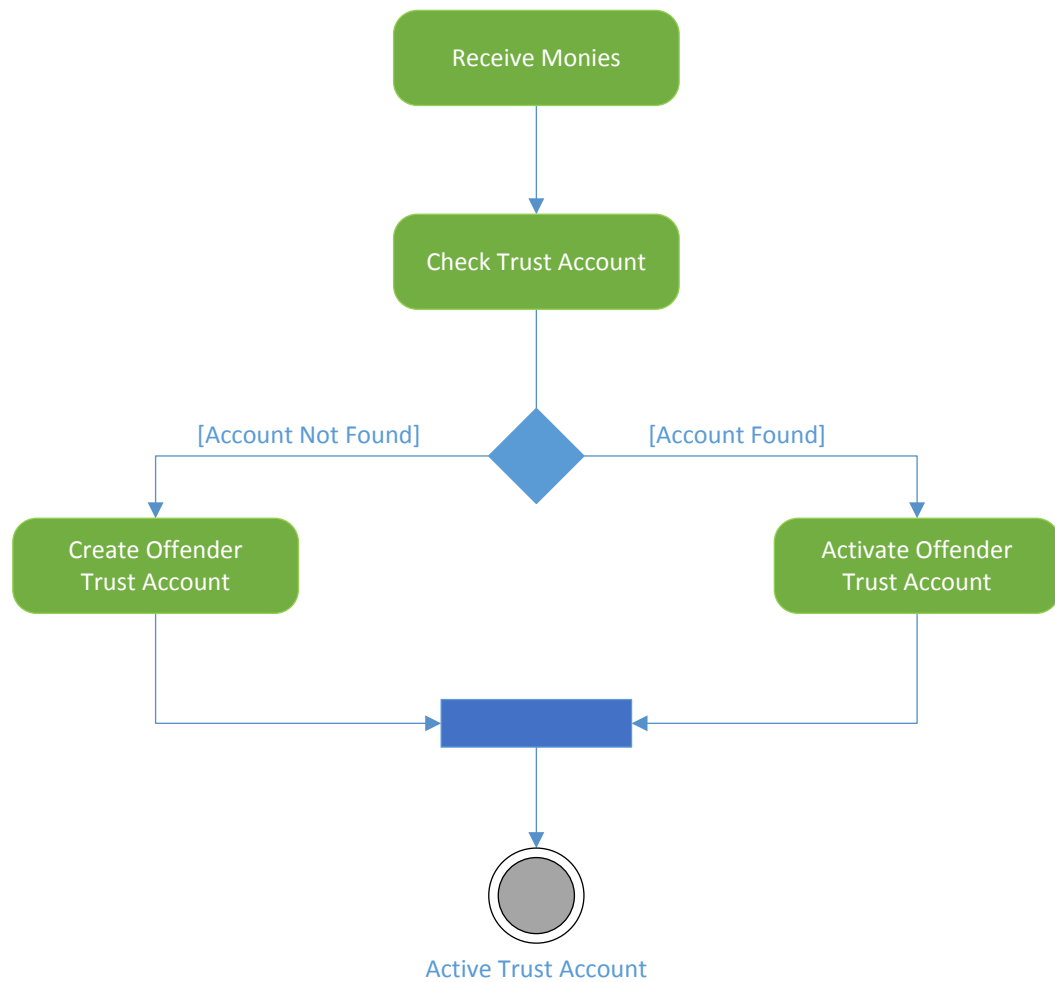 Receive Monies
Check Trust Account
[Account Not Found]
[Account Found]
Create Offender
Trust Account
Activate Offender
Trust Account
Active Trust Account